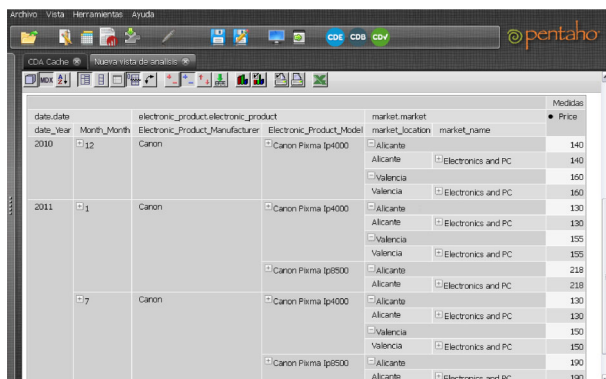 Archivo Vista Herramientas Ayuda
CDE CDB CDV
pentaho
CDA Cache Nueva vista de analisis
MDX
Medidas
date.date electronic_product.electronic_product market.market Price
date_Year Month_Month Electronic_Product_Manufacturer Electronic_Product_Model market_location market_name
2010 12 Canon Canon Pixma Ip4000 Alicante 140
Alicante Electronics and PC 140
Valencia 160
Valencia Electronics and PC 160
2011 1 Canon Canon Pixma Ip4000 Alicante 130
Alicante Electronics and PC 130
Valencia 155
Valencia Electronics and PC 155
Canon Pixma Ip8500 Alicante 218
Alicante Electronics and PC 218
7 Canon Canon Pixma Ip4000 Alicante 130
Alicante Electronics and PC 130
Valencia 150
Valencia Electronics and PC 150
Canon Pixma Ip8500 Alicante 190
Alicante Electronics and PC 190